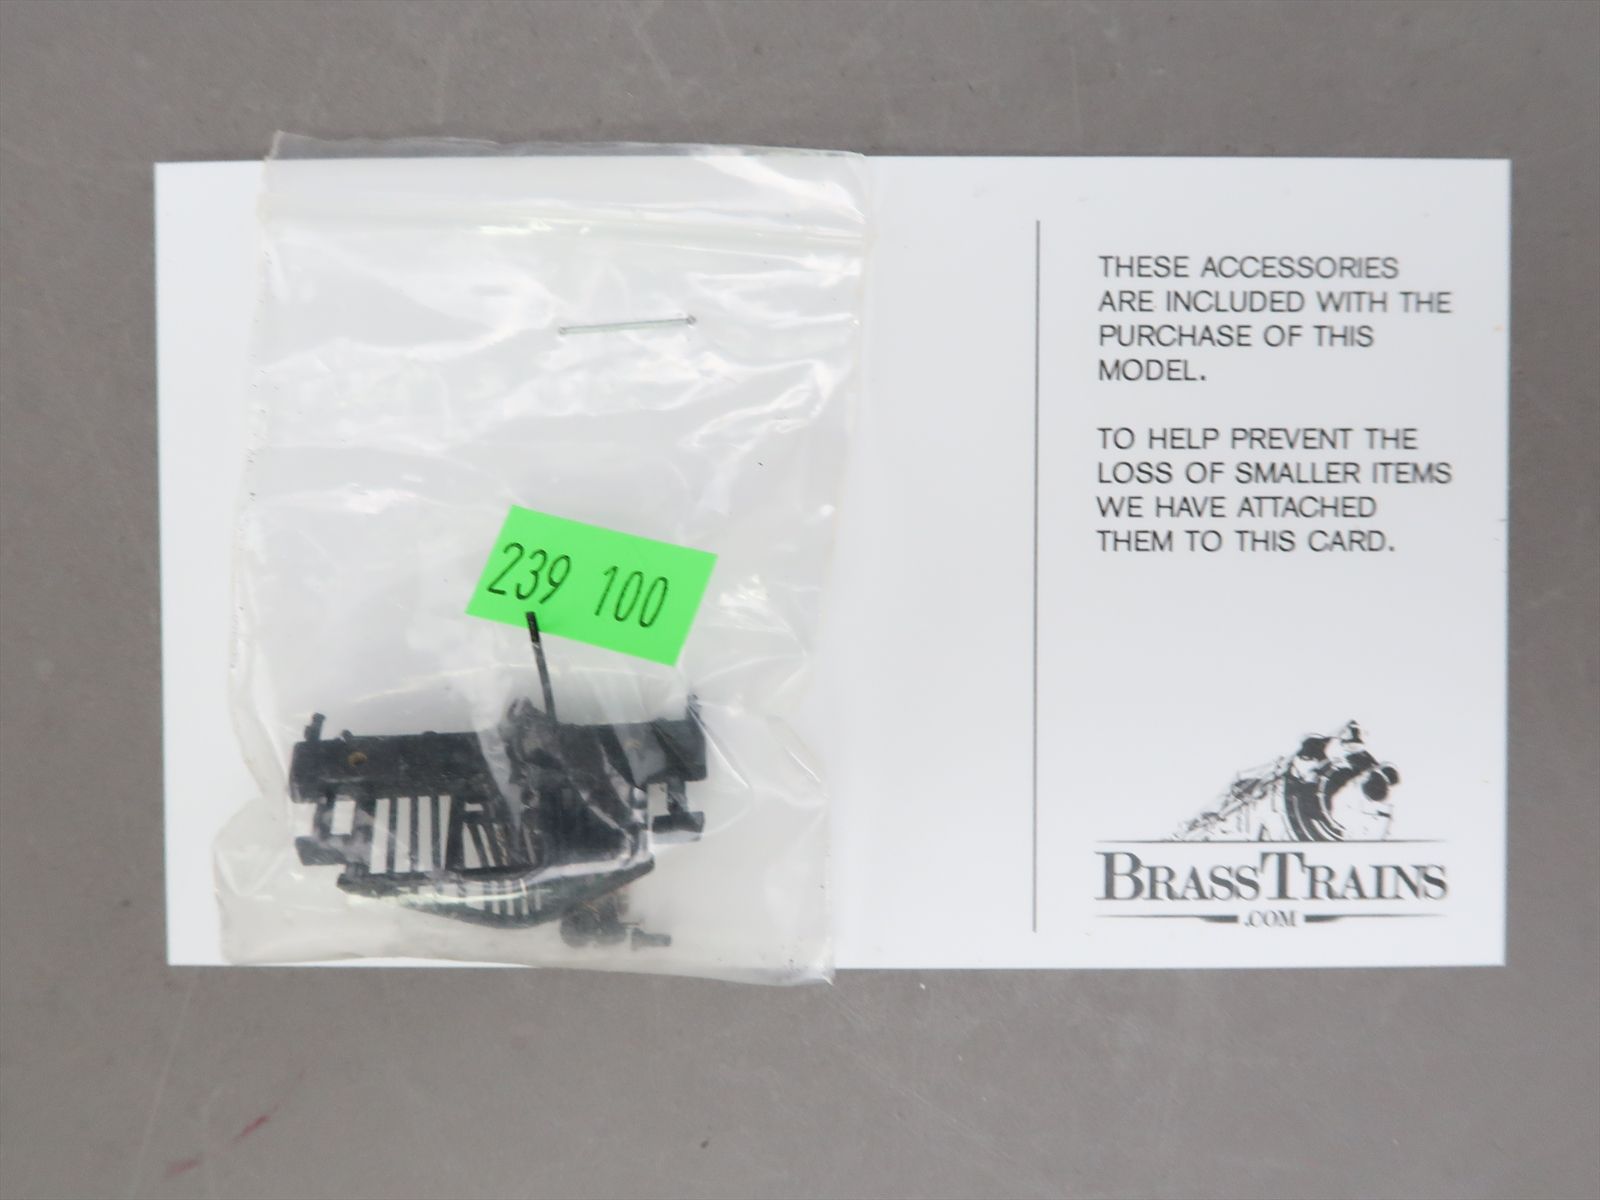 239 100
THESE ACCESSORIES
ARE INCLUDED WITH THE
PURCHASE OF THIS
MODEL.
TO HELP PREVENT THE
LOSS OF SMALLER ITEMS
WE HAVE ATTACHED
THEM TO THIS CARD.
BRASSTRAINS
.COM